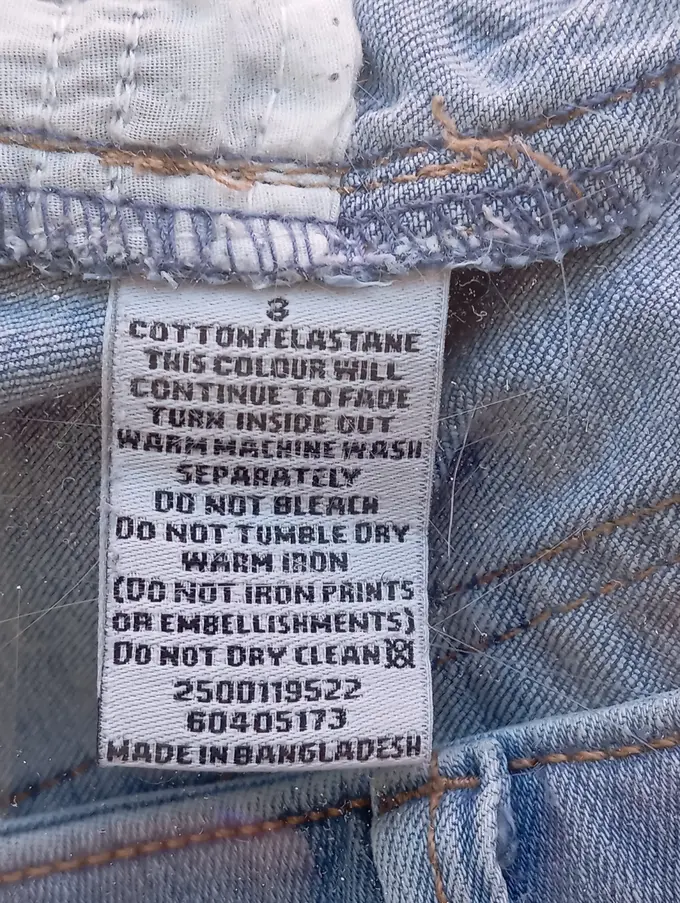 3
COTTON/ELASTANE
THIS COLOUR WILL
CONTINUE TO FADE
TURN INSIDE OUT
WARM MACHINE WASH
SEPARATELY
DO NOT BLEACH
DO NOT TUMBLE DRY
WARM IRON
(DO NOT IRON PRINTS
OR EMBELLISHMENTS)
DO NOT DRY CLEAN
2500119522
60405173
MADE IN BANGLADESH